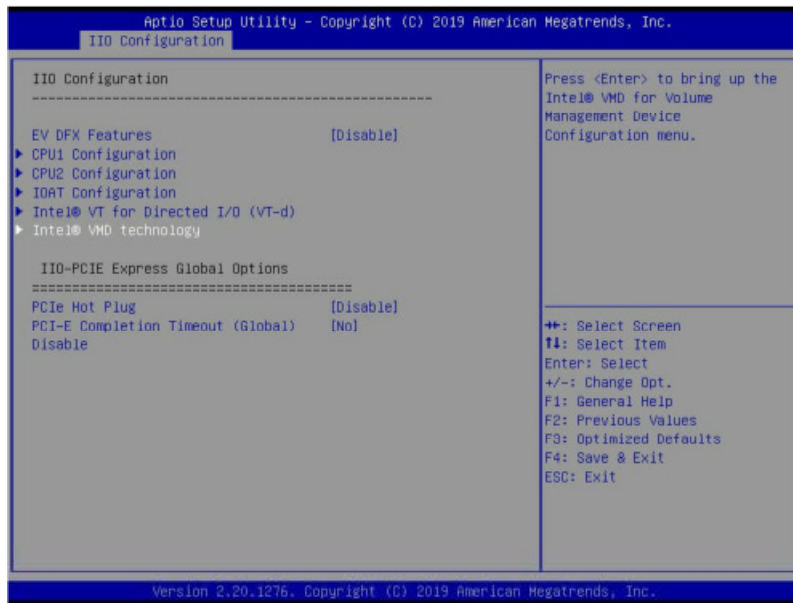 Aptio Setup Utility – Copyright (C) 2019 American Megatrends, Inc.
IIO Configuration
IIO Configuration
--------------------------------------------------
EV DFX Features [Disable]
CPU1 Configuration
CPU2 Configuration
IOAT Configuration
Intel® VT for Directed I/O (VT-d)
Intel® VMD technology
IIO-PCIE Express Global Options
========================================
PCIe Hot Plug [Disable]
PCI-E Completion Timeout (Global) [No]
Disable
Press <Enter> to bring up the
Intel® VMD for Volume
Management Device
Configuration menu.
→←: Select Screen
↑↓: Select Item
Enter: Select
+/-: Change Opt.
F1: General Help
F2: Previous Values
F3: Optimized Defaults
F4: Save & Exit
ESC: Exit
Version 2.20.1276. Copyright (C) 2019 American Megatrends, Inc.